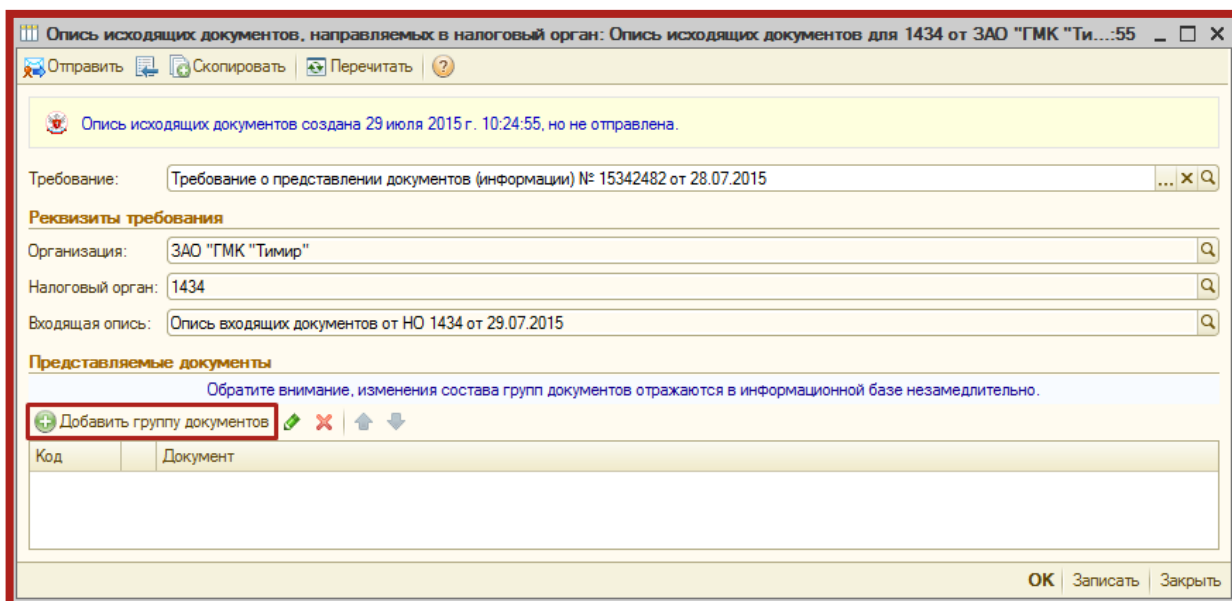 Опись исходящих документов, направляемых в налоговый орган: Опись исходящих документов для 1434 от ЗАО "ГМК "Ти...:55
Отправить Скопировать Перечитать
Опись исходящих документов создана 29 июля 2015 г. 10:24:55, но не отправлена.
Требование: Требование о представлении документов (информации) № 15342482 от 28.07.2015
Реквизиты требования
Организация: ЗАО "ГМК "Тимир"
Налоговый орган: 1434
Входящая опись: Опись входящих документов от НО 1434 от 29.07.2015
Представляемые документы
Обратите внимание, изменения состава групп документов отражаются в информационной базе незамедлительно.
Добавить группу документов
Код Документ
OK Записать Закрыть